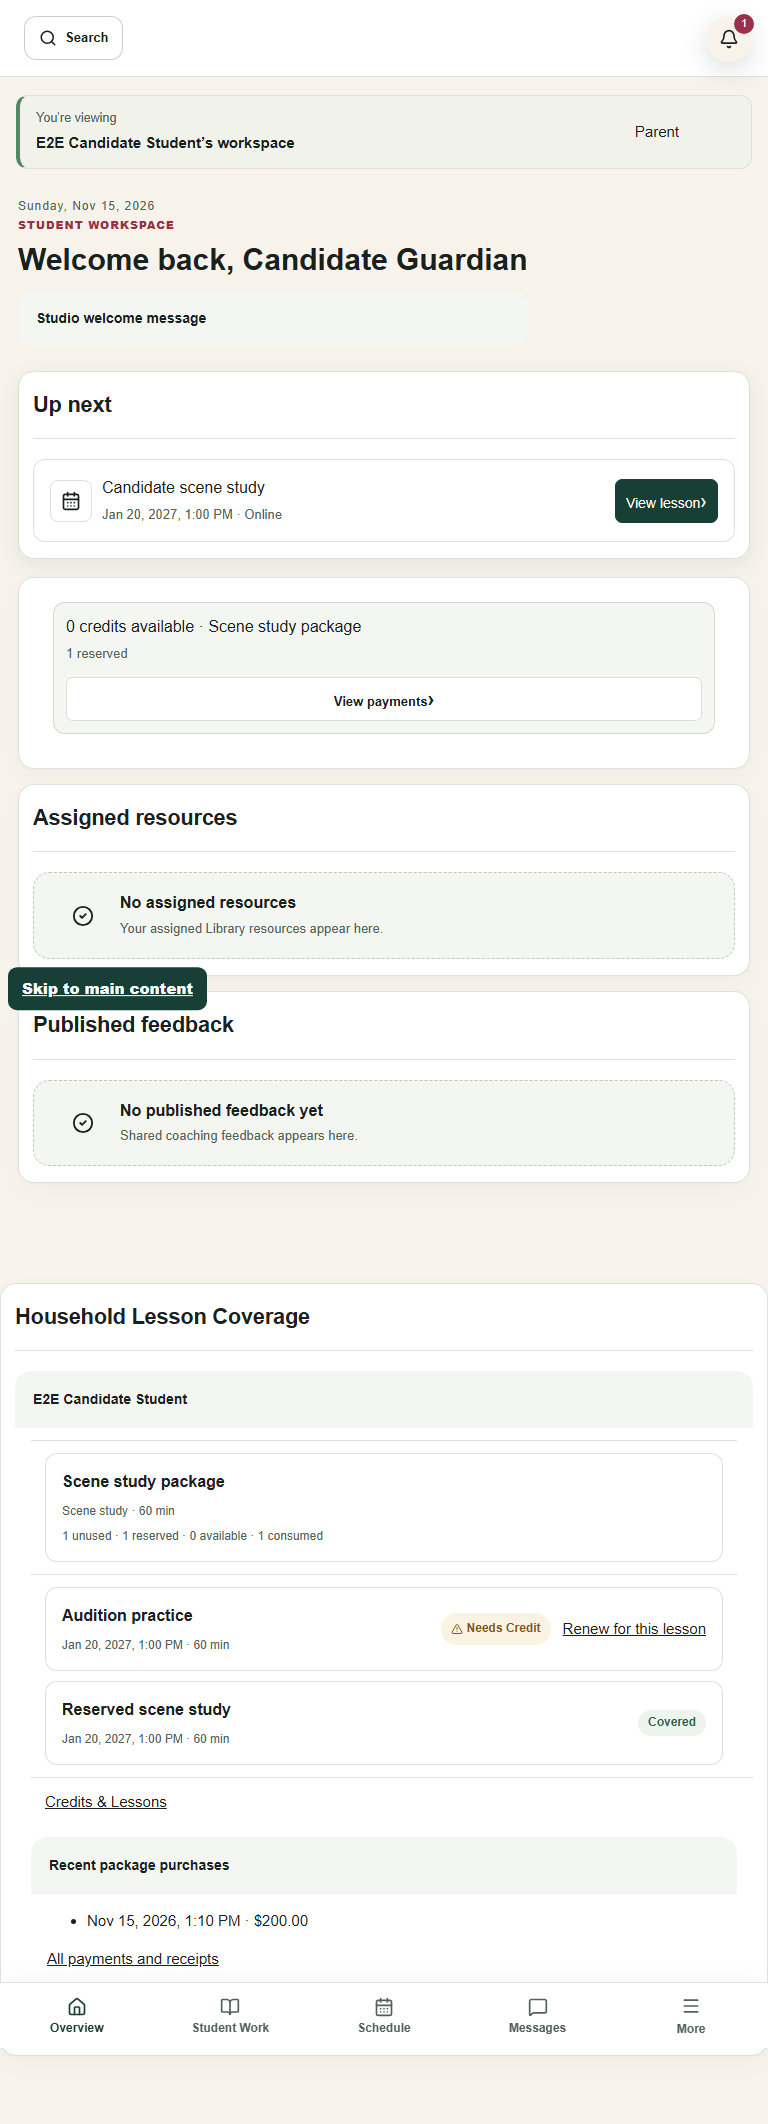 Search
1
You're viewing
E2E Candidate Student's workspace
Parent
Sunday, Nov 15, 2026
STUDENT WORKSPACE
Welcome back, Candidate Guardian
Studio welcome message
Up next
Candidate scene study
Jan 20, 2027, 1:00 PM · Online
View lesson›
0 credits available · Scene study package
1 reserved
View payments›
Assigned resources
No assigned resources
Your assigned Library resources appear here.
Skip to main content
Published feedback
No published feedback yet
Shared coaching feedback appears here.
Household Lesson Coverage
E2E Candidate Student
Scene study package
Scene study · 60 min
1 unused · 1 reserved · 0 available · 1 consumed
Audition practice
Jan 20, 2027, 1:00 PM · 60 min
Needs Credit
Renew for this lesson
Reserved scene study
Jan 20, 2027, 1:00 PM · 60 min
Covered
Credits & Lessons
Recent package purchases
• Nov 15, 2026, 1:10 PM · $200.00
All payments and receipts
Overview
Student Work
Schedule
Messages
More